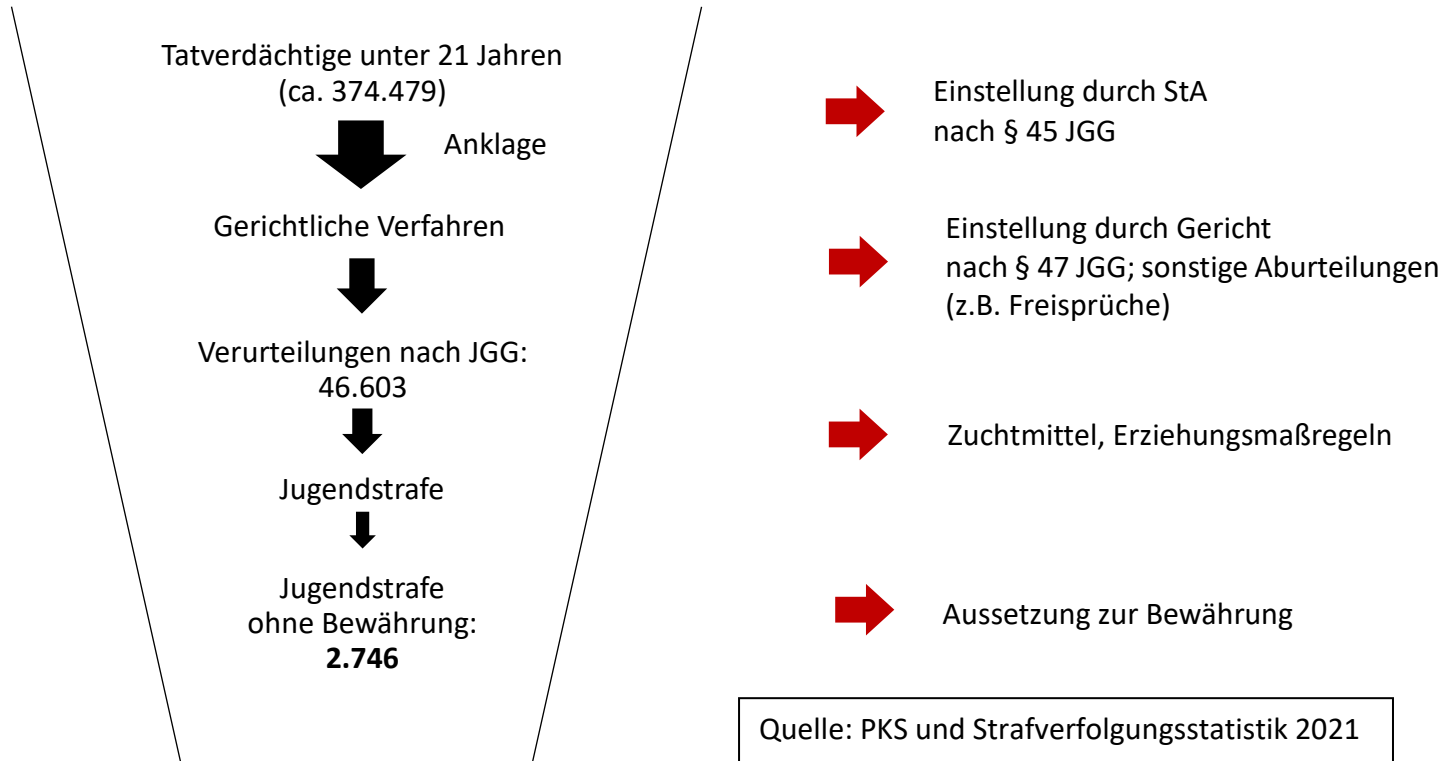 Tatverdächtige unter 21 Jahren
(ca. 374.479)
Anklage
Gerichtliche Verfahren
Verurteilungen nach JGG:
46.603
Jugendstrafe
Jugendstrafe
ohne Bewährung:
2.746
Einstellung durch StA
nach § 45 JGG
Einstellung durch Gericht
nach § 47 JGG; sonstige Aburteilungen
(z.B. Freisprüche)
Zuchtmittel, Erziehungsmaßregeln
Aussetzung zur Bewährung
Quelle: PKS und Strafverfolgungsstatistik 2021